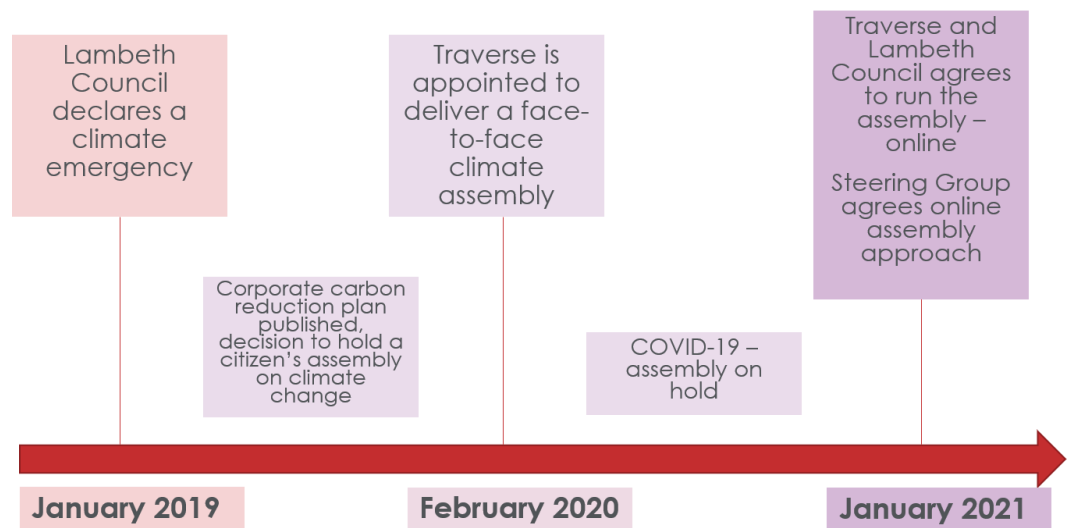 Lambeth
Council
declares a
climate
emergency
Corporate carbon
reduction plan
published,
decision to hold a
citizen’s assembly
on climate
change
Traverse is
appointed to
deliver a face-
to-face
climate
assembly
COVID-19 –
assembly on
hold
Traverse and
Lambeth
Council agrees
to run the
assembly –
online
Steering Group
agrees online
assembly
approach
January 2019
February 2020
January 2021